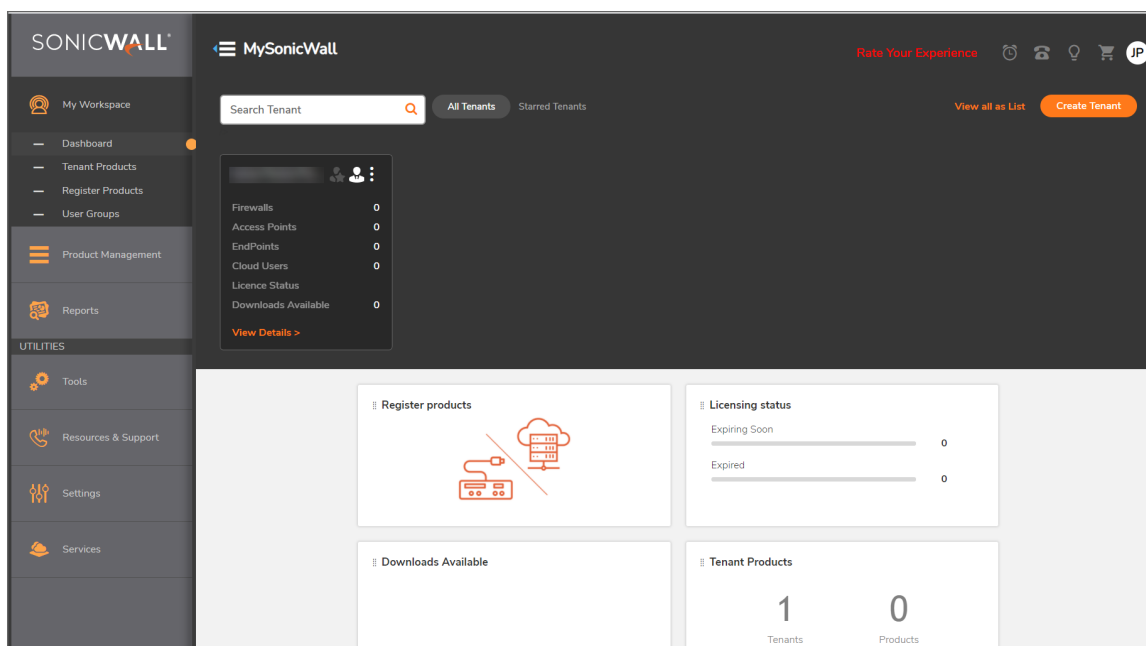 SONICWALL
MySonicWall
Rate Your Experience
JP
My Workspace
Dashboard
Tenant Products
Register Products
User Groups
Product Management
Reports
UTILITIES
Tools
Resources & Support
Settings
Services
Search Tenant
All Tenants
Starred Tenants
View all as List
Create Tenant
Firewalls 0
Access Points 0
EndPoints 0
Cloud Users 0
Licence Status
Downloads Available 0
View Details >
Register products
Licensing status
Expiring Soon
0
Expired
0
Downloads Available
Tenant Products
1 0
Tenants Products